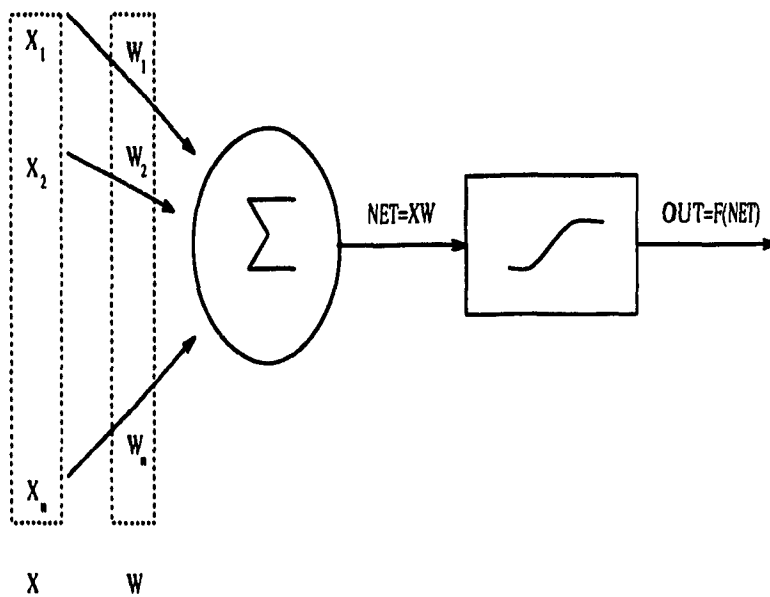 X₁ W₁
X₂ W₂
Σ NET=XW OUT=F(NET)
Wₙ
Xₙ
X W